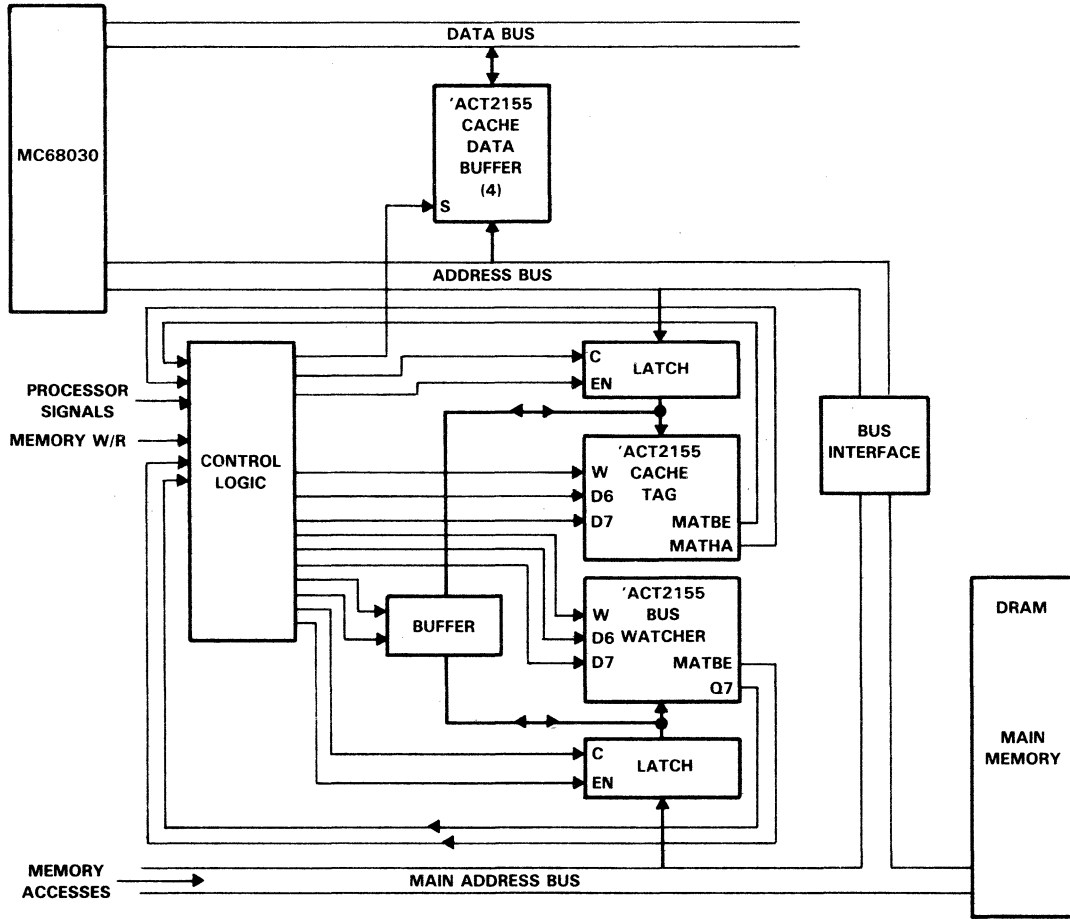 DATA BUS
'ACT2155
CACHE
DATA
BUFFER
(4)
S
MC68030
ADDRESS BUS
C
LATCH
EN
PROCESSOR
SIGNALS
MEMORY W/R
CONTROL
LOGIC
'ACT2155
CACHE
TAG
W
D6
D7
MATBE
MATHA
BUS
INTERFACE
BUFFER
'ACT2155
BUS
WATCHER
W
D6
D7
MATBE
Q7
C
LATCH
EN
DRAM
MAIN
MEMORY
MEMORY
ACCESSES
MAIN ADDRESS BUS